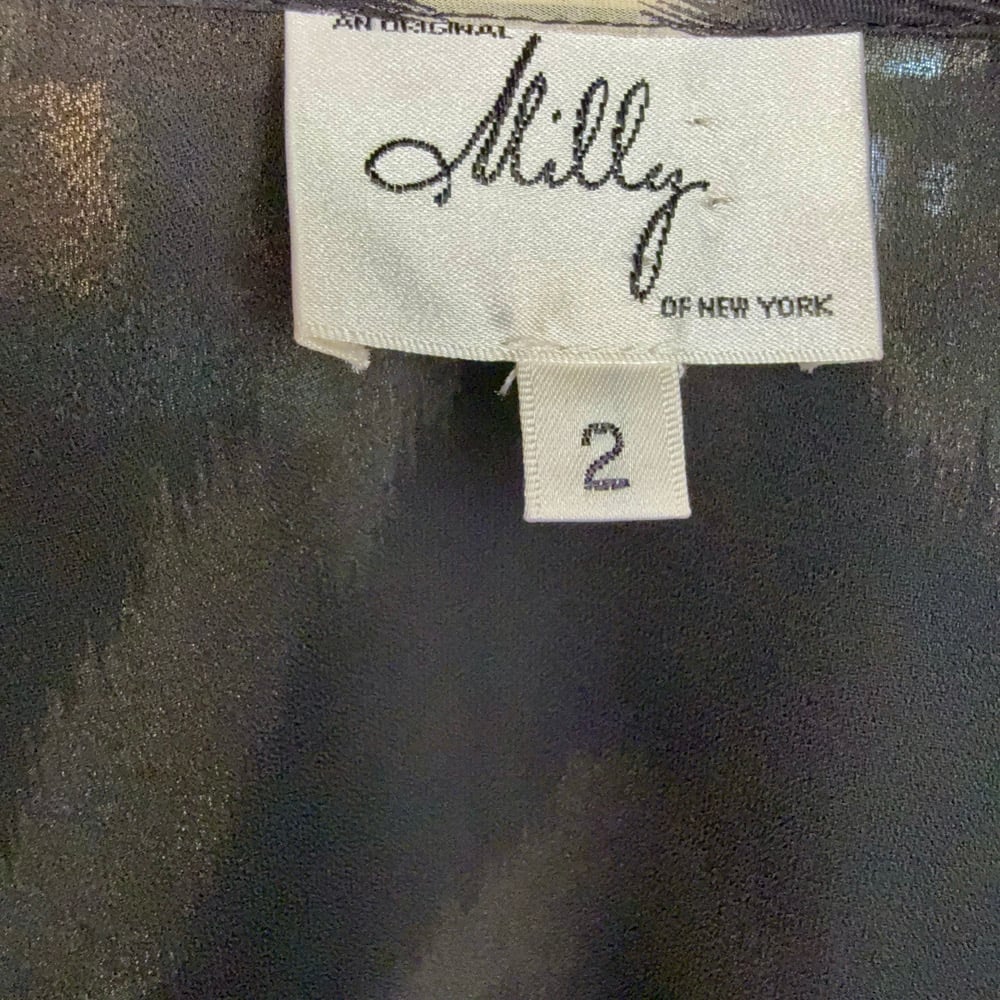 AN ORIGINAL
Milly
OF NEW YORK
2